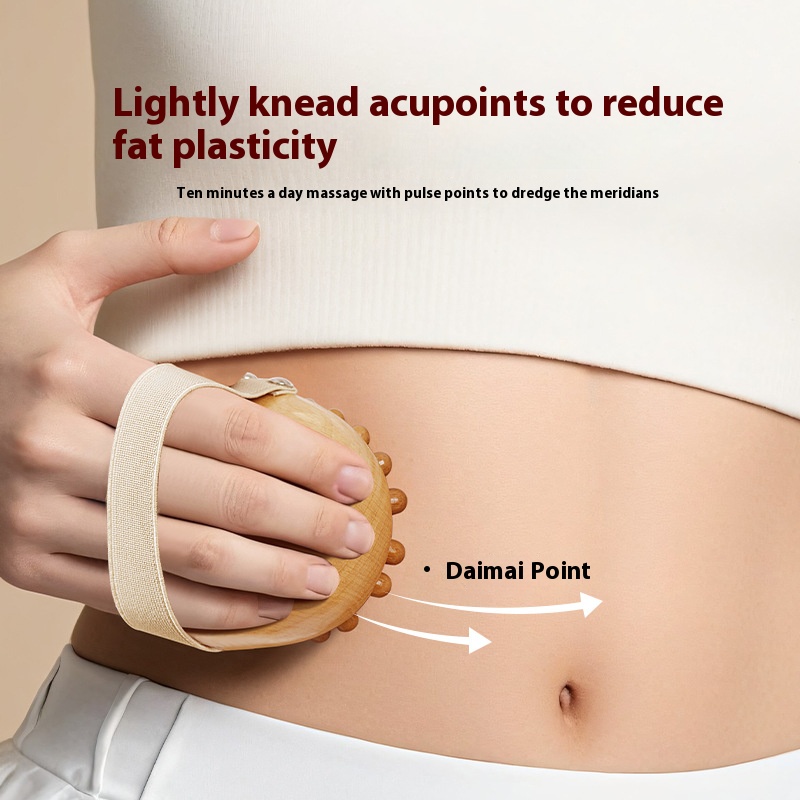 Lightly knead acupoints to reduce
fat plasticity
Ten minutes a day massage with pulse points to dredge the meridians
• Daimai Point